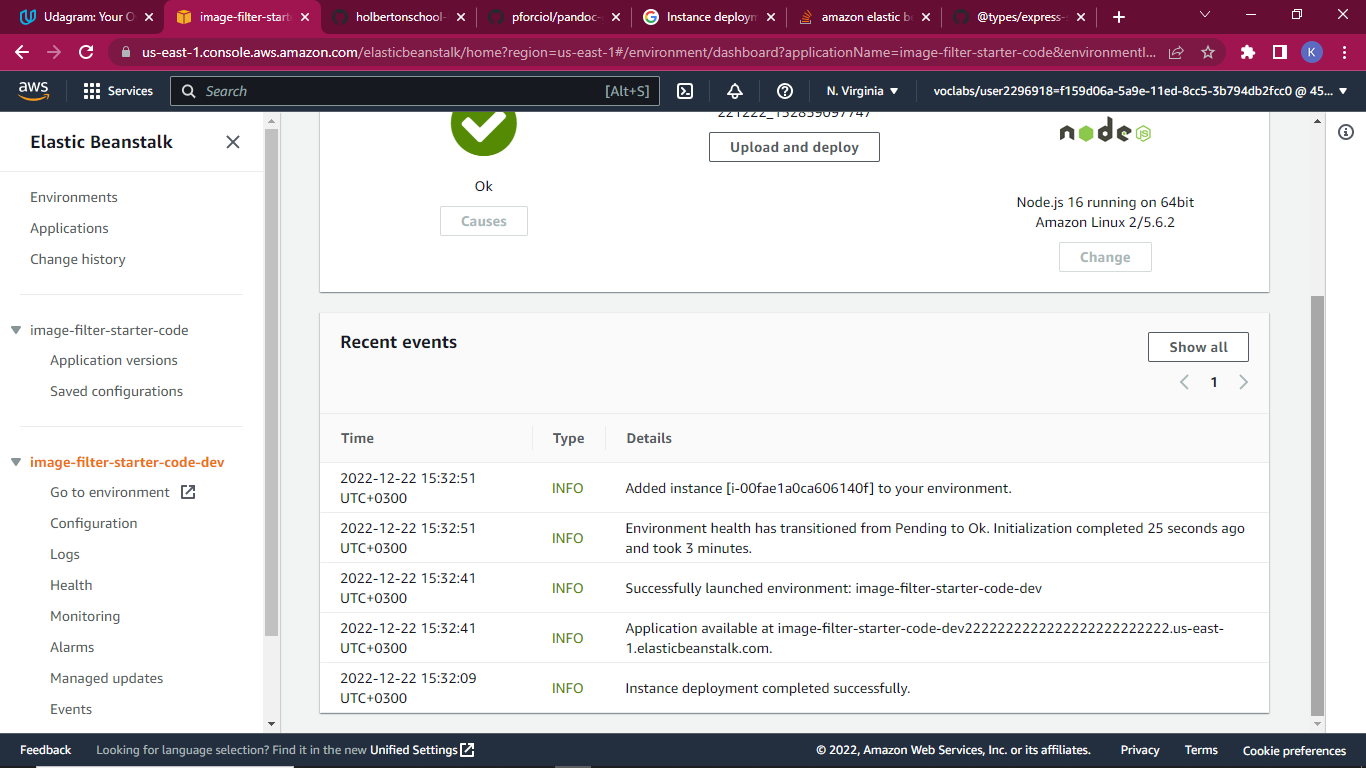 Udagram: Your O
image-filter-start
holbertonschool-
pforciol/pandoc-
Instance deploym
amazon elastic be
@types/express-s
us-east-1.console.aws.amazon.com/elasticbeanstalk/home?region=us-east-1#/environment/dashboard?applicationName=image-filter-starter-code&environmentI...
K
aws
Services
Search
[Alt+S]
N. Virginia
voclabs/user2296918=f159d06a-5a9e-11ed-8cc5-3b794db2fcc0 @ 45...
Elastic Beanstalk
Environments
Applications
Change history
image-filter-starter-code
Application versions
Saved configurations
image-filter-starter-code-dev
Go to environment
Configuration
Logs
Health
Monitoring
Alarms
Managed updates
Events
Ok
Causes
221222_152859097747
Upload and deploy
node JS
Node.js 16 running on 64bit
Amazon Linux 2/5.6.2
Change
Recent events
Show all
1
Time Type Details
2022-12-22 15:32:51
UTC+0300
INFO
Added instance [i-00fae1a0ca606140f] to your environment.
2022-12-22 15:32:51
UTC+0300
INFO
Environment health has transitioned from Pending to Ok. Initialization completed 25 seconds ago
and took 3 minutes.
2022-12-22 15:32:41
UTC+0300
INFO
Successfully launched environment: image-filter-starter-code-dev
2022-12-22 15:32:41
UTC+0300
INFO
Application available at image-filter-starter-code-dev2222222222222222222222222.us-east-
1.elasticbeanstalk.com.
2022-12-22 15:32:09
UTC+0300
INFO
Instance deployment completed successfully.
Feedback
Looking for language selection? Find it in the new Unified Settings
© 2022, Amazon Web Services, Inc. or its affiliates.
Privacy
Terms
Cookie preferences